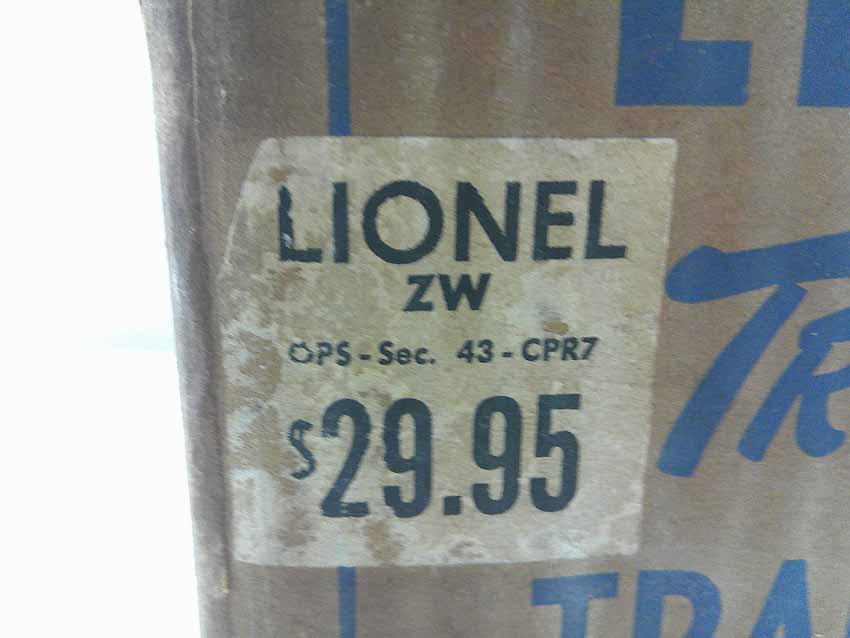 LIONEL
ZW
OPS - Sec. 43 - CPR7
$29.95